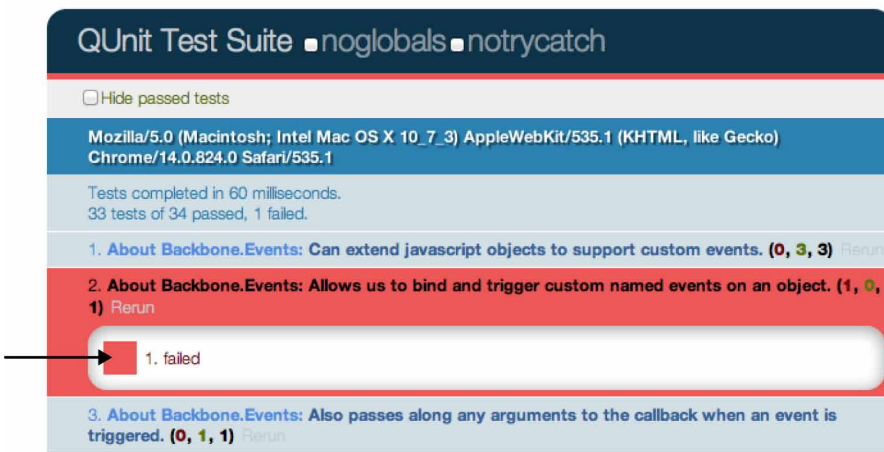 QUnit Test Suite noglobals notrycatch
Hide passed tests
Mozilla/5.0 (Macintosh; Intel Mac OS X 10_7_3) AppleWebKit/535.1 (KHTML, like Gecko)
Chrome/14.0.824.0 Safari/535.1
Tests completed in 60 milliseconds.
33 tests of 34 passed, 1 failed.
1. About Backbone.Events: Can extend javascript objects to support custom events. (0, 3, 3) Rerun
2. About Backbone.Events: Allows us to bind and trigger custom named events on an object. (1, 0,
1) Rerun
1. failed
3. About Backbone.Events: Also passes along any arguments to the callback when an event is
triggered. (0, 1, 1) Rerun